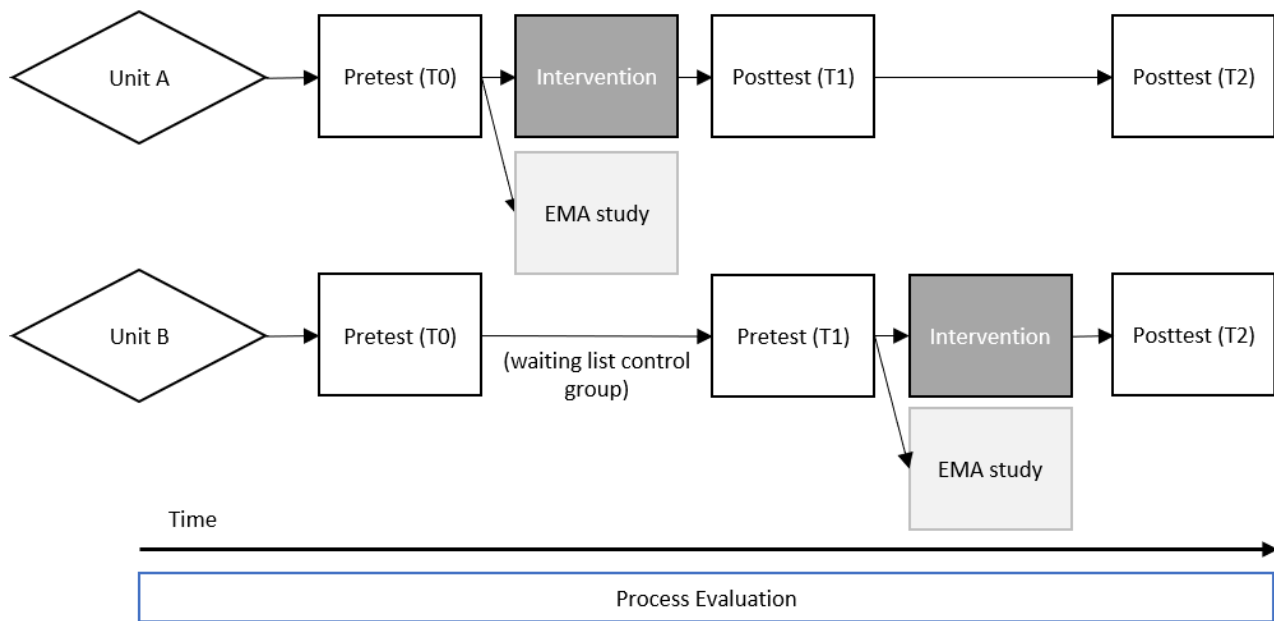 Unit A
Pretest (T0)
Intervention
Posttest (T1)
Posttest (T2)
EMA study
Unit B
Pretest (T0)
(waiting list control
group)
Pretest (T1)
Intervention
Posttest (T2)
EMA study
Time
Process Evaluation